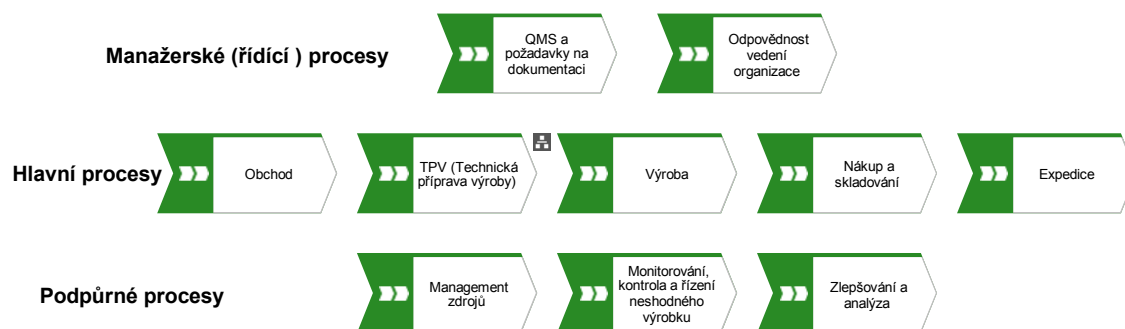 Manažerské (řídící ) procesy
QMS a
požadavky na
dokumentaci
Odpovědnost
vedení
organizace
Hlavní procesy
Obchod
TPV (Technická
příprava výroby)
Výroba
Nákup a
skladování
Expedice
Podpůrné procesy
Management
zdrojů
Monitorování,
kontrola a řízení
neshodného
výrobku
Zlepšování a
analýza